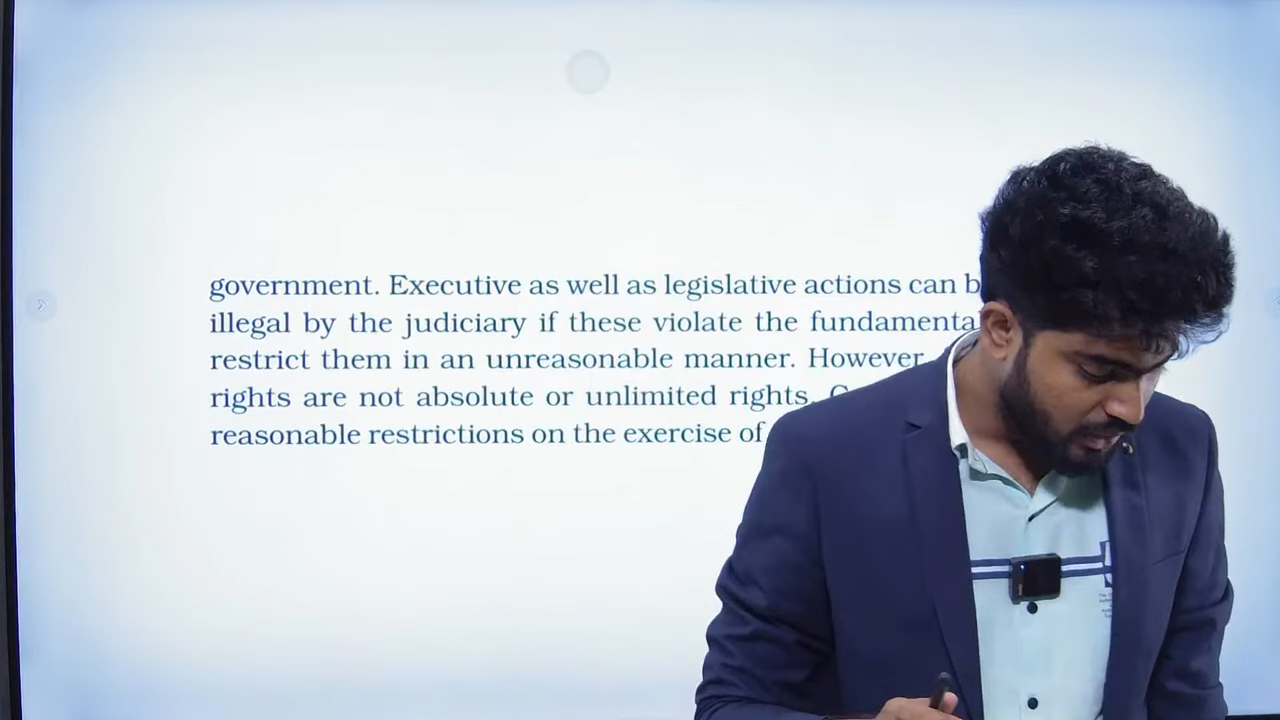 government. Executive as well as legislative actions can
illegal by the judiciary if these violate the
restrict them in an unreasonable manner. However
rights are not absolute or unlimited rights.
reasonable restrictions on the exercise of